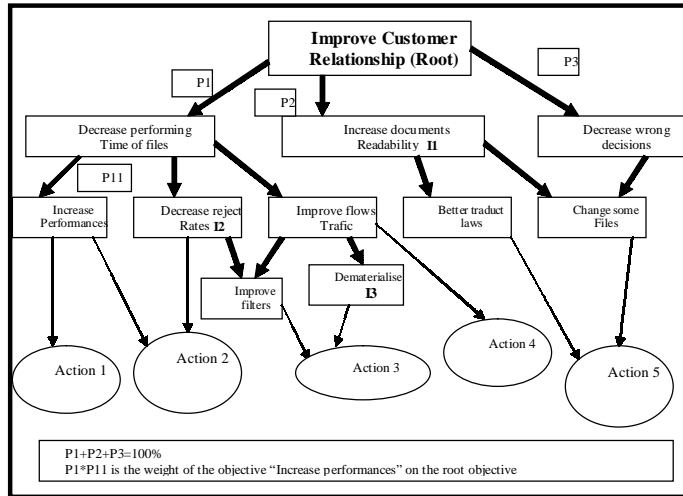 Improve Customer
Relationship (Root)
P1
P2
P3
Decrease performing
Time of files
Increase documents
Readability I1
Decrease wrong
decisions
P11
Increase
Performances
Decrease reject
Rates I2
Improve flows
Trafic
Better traduct
laws
Change some
Files
Improve
filters
Dematerialise
I3
Action 1
Action 2
Action 3
Action 4
Action 5
P1+P2+P3=100%
P1*P11 is the weight of the objective “Increase performances” on the root objective